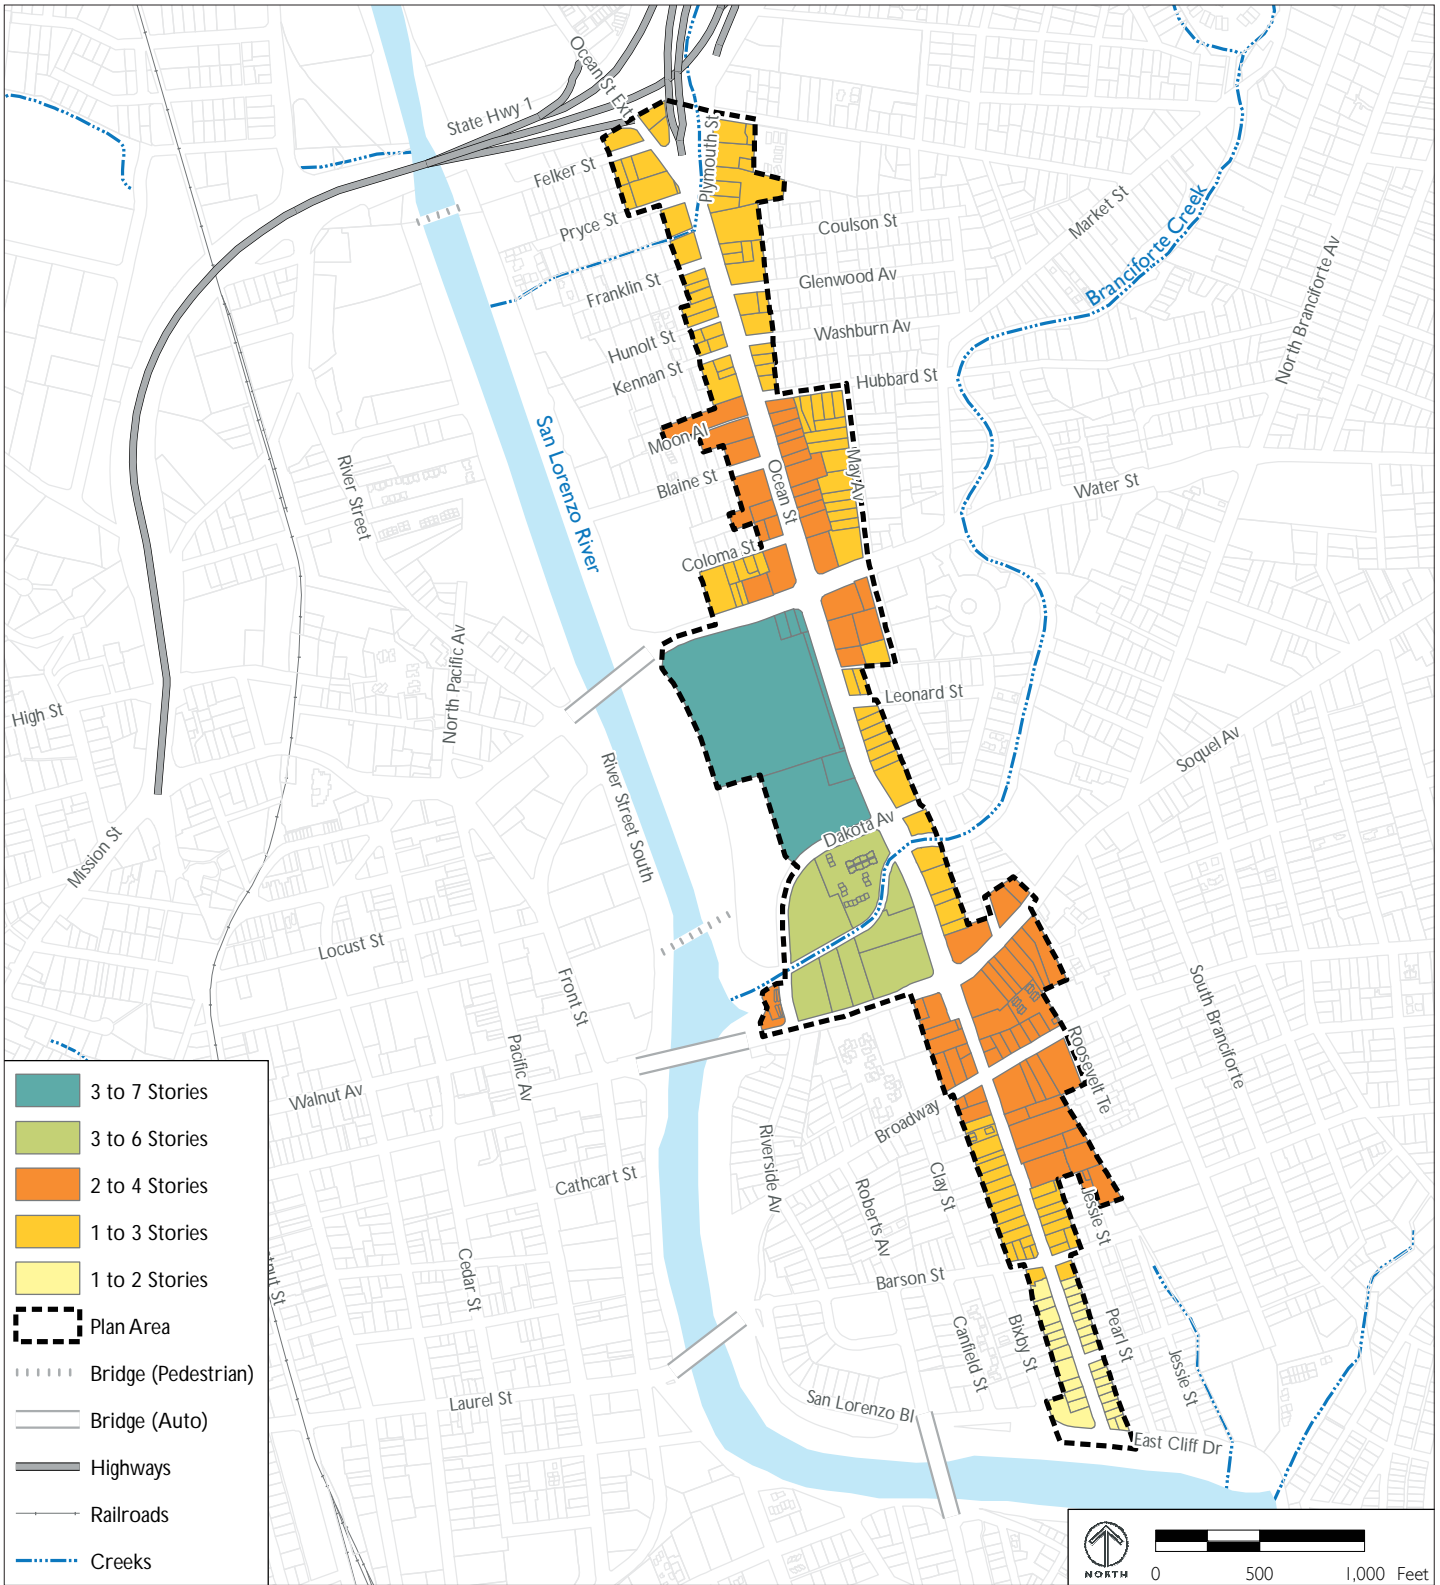 Ocean St Ext
State Hwy 1
Plymouth St
Felker St
Market St
Pryce St
Coulson St
Branciforte Creek
North Branciforte Av
Franklin St
Glenwood Av
Hunolt St
Washburn Av
Kennan St
Hubbard St
San Lorenzo River
Moon Al
River Street
Blaine St
Ocean St
May Av
Water St
Coloma St
North Pacific Av
High St
Leonard St
Soquel Av
River Street South
Mission St
Dakota Av
Locust St
Front St
South Branciforte
Pacific Av
Roosevelt Te
Walnut Av
Broadway
Riverside Av
Cathcart St
Clay St
Roberts Av
Jessie St
Cedar St
Barson St
Canfield St
Bixby St
Pearl St
Jessie St
Laurel St
San Lorenzo Bl
East Cliff Dr
3 to 7 Stories
3 to 6 Stories
2 to 4 Stories
1 to 3 Stories
1 to 2 Stories
Plan Area
Bridge (Pedestrian)
Bridge (Auto)
Highways
Railroads
Creeks
NORTH
0 500 1,000 Feet